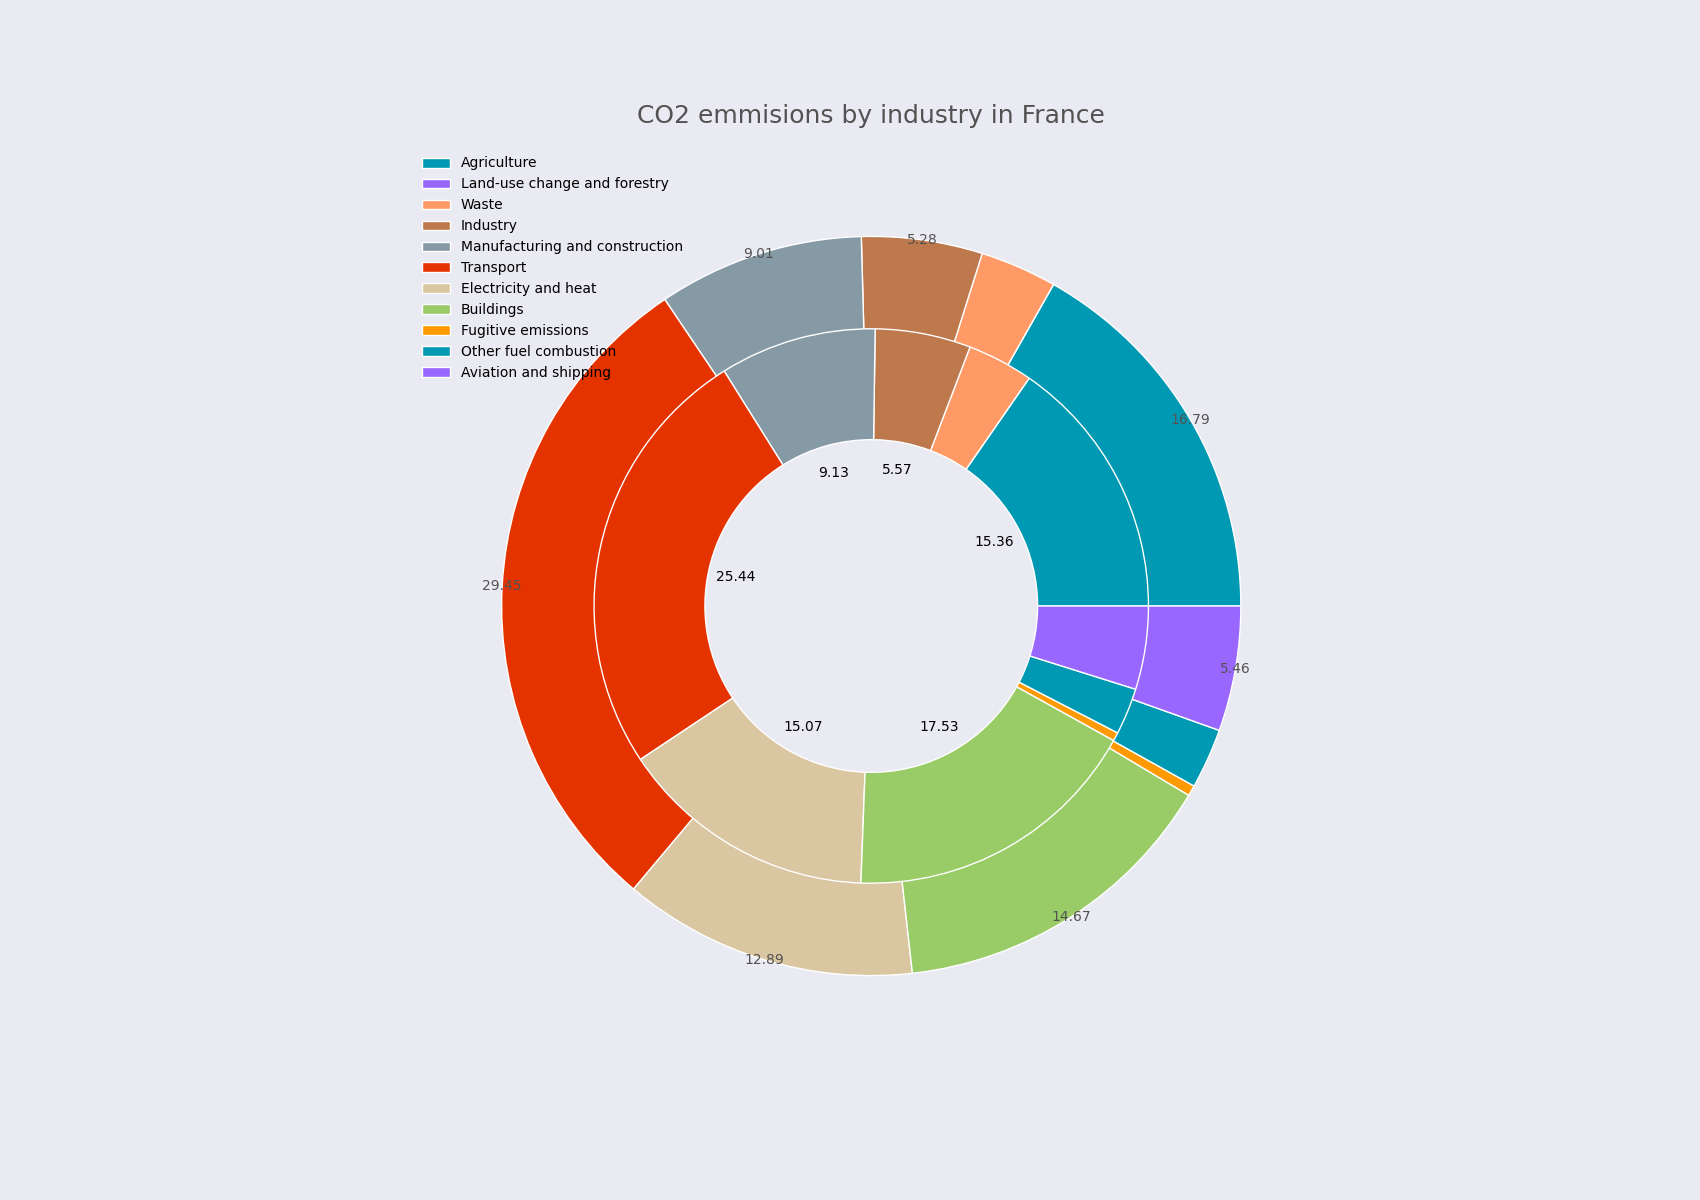 CO2 emmisions by industry in France
Agriculture
Land-use change and forestry
Waste
Industry
Manufacturing and construction
Transport
Electricity and heat
Buildings
Fugitive emissions
Other fuel combustion
Aviation and shipping
5.28
9.01
16.79
9.13
5.57
15.36
25.44
29.45
5.46
15.07
17.53
14.67
12.89